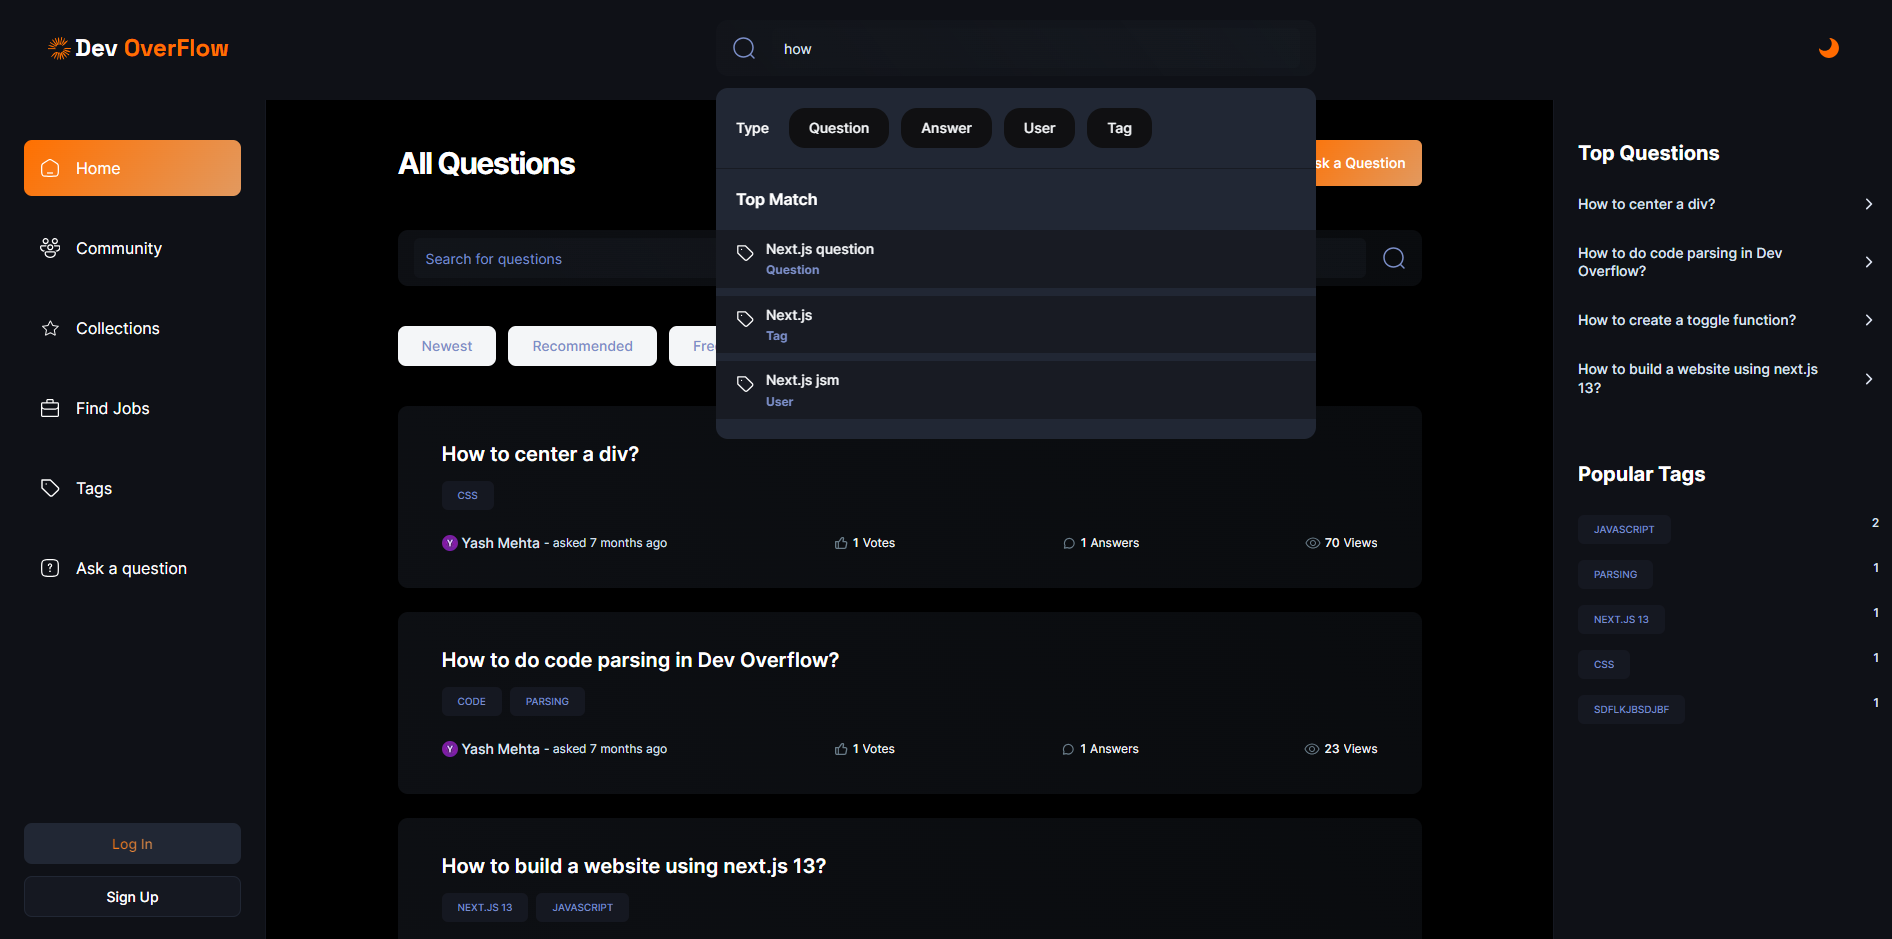 Dev OverFlow
how
Home
Community
Collections
Find Jobs
Tags
Ask a question
Log In
Sign Up
All Questions
a Question
Search for questions
Newest
Recommended
Type
Question
Answer
User
Tag
Top Match
Next.js question
Question
Next.js
Tag
Next.js jsm
User
How to center a div?
CSS
Y Yash Mehta - asked 7 months ago
1 Votes
1 Answers
70 Views
How to do code parsing in Dev Overflow?
CODE
PARSING
Y Yash Mehta - asked 7 months ago
1 Votes
1 Answers
23 Views
How to build a website using next.js 13?
NEXT.JS 13
JAVASCRIPT
Top Questions
How to center a div?
How to do code parsing in Dev
Overflow?
How to create a toggle function?
How to build a website using next.js
13?
Popular Tags
JAVASCRIPT
2
PARSING
1
NEXT.JS 13
1
CSS
1
SDFLKJBSDJBF
1